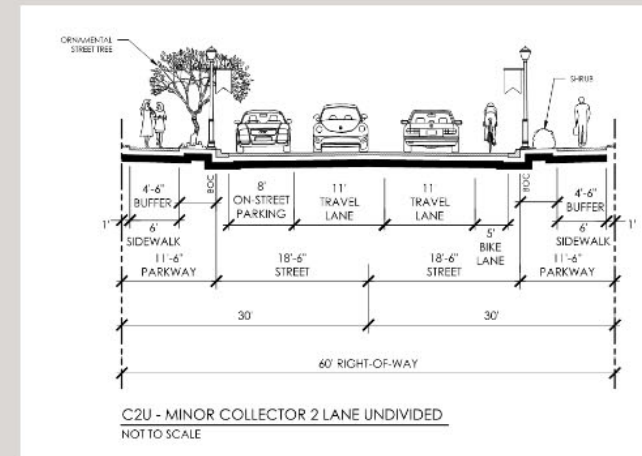 ORNAMENTAL
STREET TREE
SHRUB
BOC
BOC
4'-6"
BUFFER
8'
ON-STREET
PARKING
11'
TRAVEL
LANE
11'
TRAVEL
LANE
4'-6"
BUFFER
1'
6'
SIDEWALK
5'
BIKE
LANE
6'
SIDEWALK
1'
11'-6"
PARKWAY
18'-6"
STREET
18'-6"
STREET
11'-6"
PARKWAY
30'
30'
60' RIGHT-OF-WAY
C2U - MINOR COLLECTOR 2 LANE UNDIVIDED
NOT TO SCALE